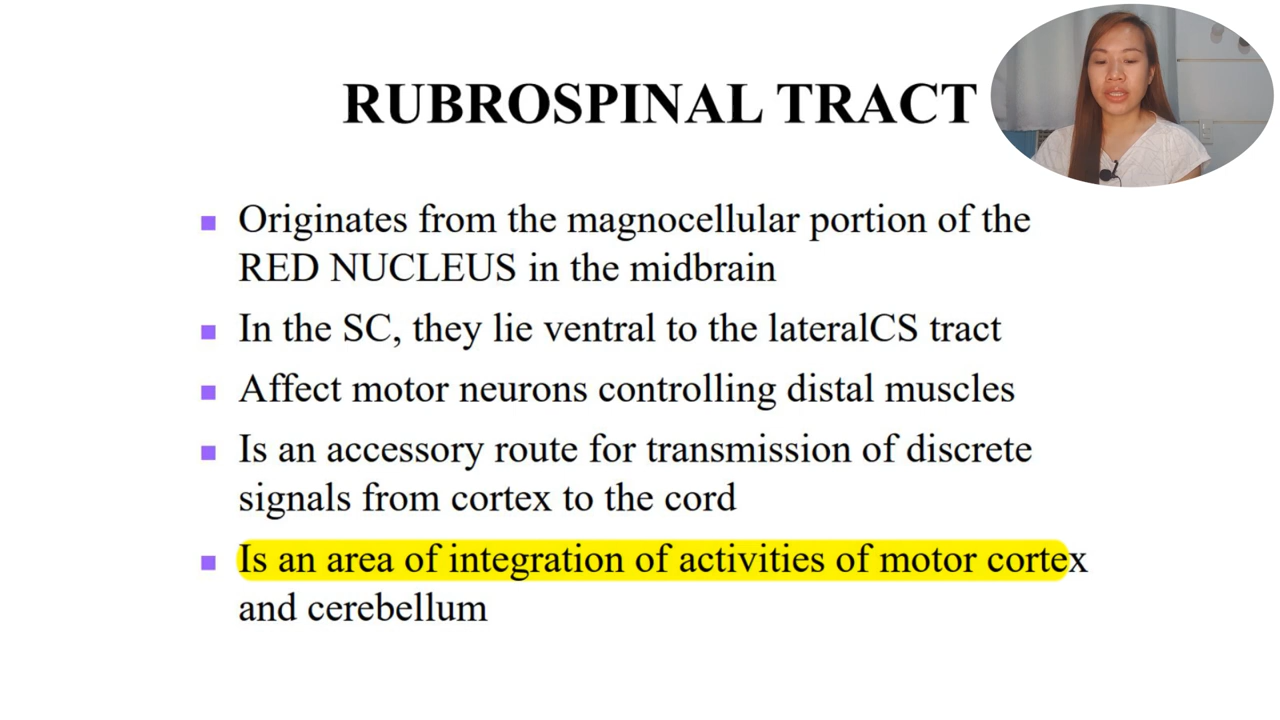 RUBROSPINAL TRACT
Originates from the magnocellular portion of the
RED NUCLEUS in the midbrain
In the SC, they lie ventral to the lateralCS tract
Affect motor neurons controlling distal muscles
Is an accessory route for transmission of discrete
signals from cortex to the cord
Is an area of integration of activities of motor cortex
and cerebellum